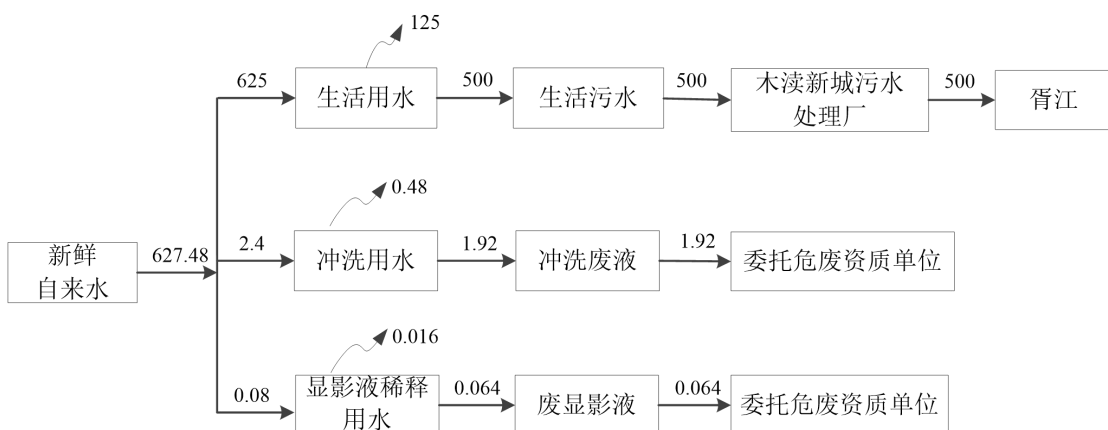 125
625
生活用水
500
生活污水
500
木渎新城污水
处理厂
500
胥江
0.48
新鲜
自来水
627.48
2.4
冲洗用水
1.92
冲洗废液
1.92
委托危废资质单位
0.016
0.08
显影液稀释
用水
0.064
废显影液
0.064
委托危废资质单位